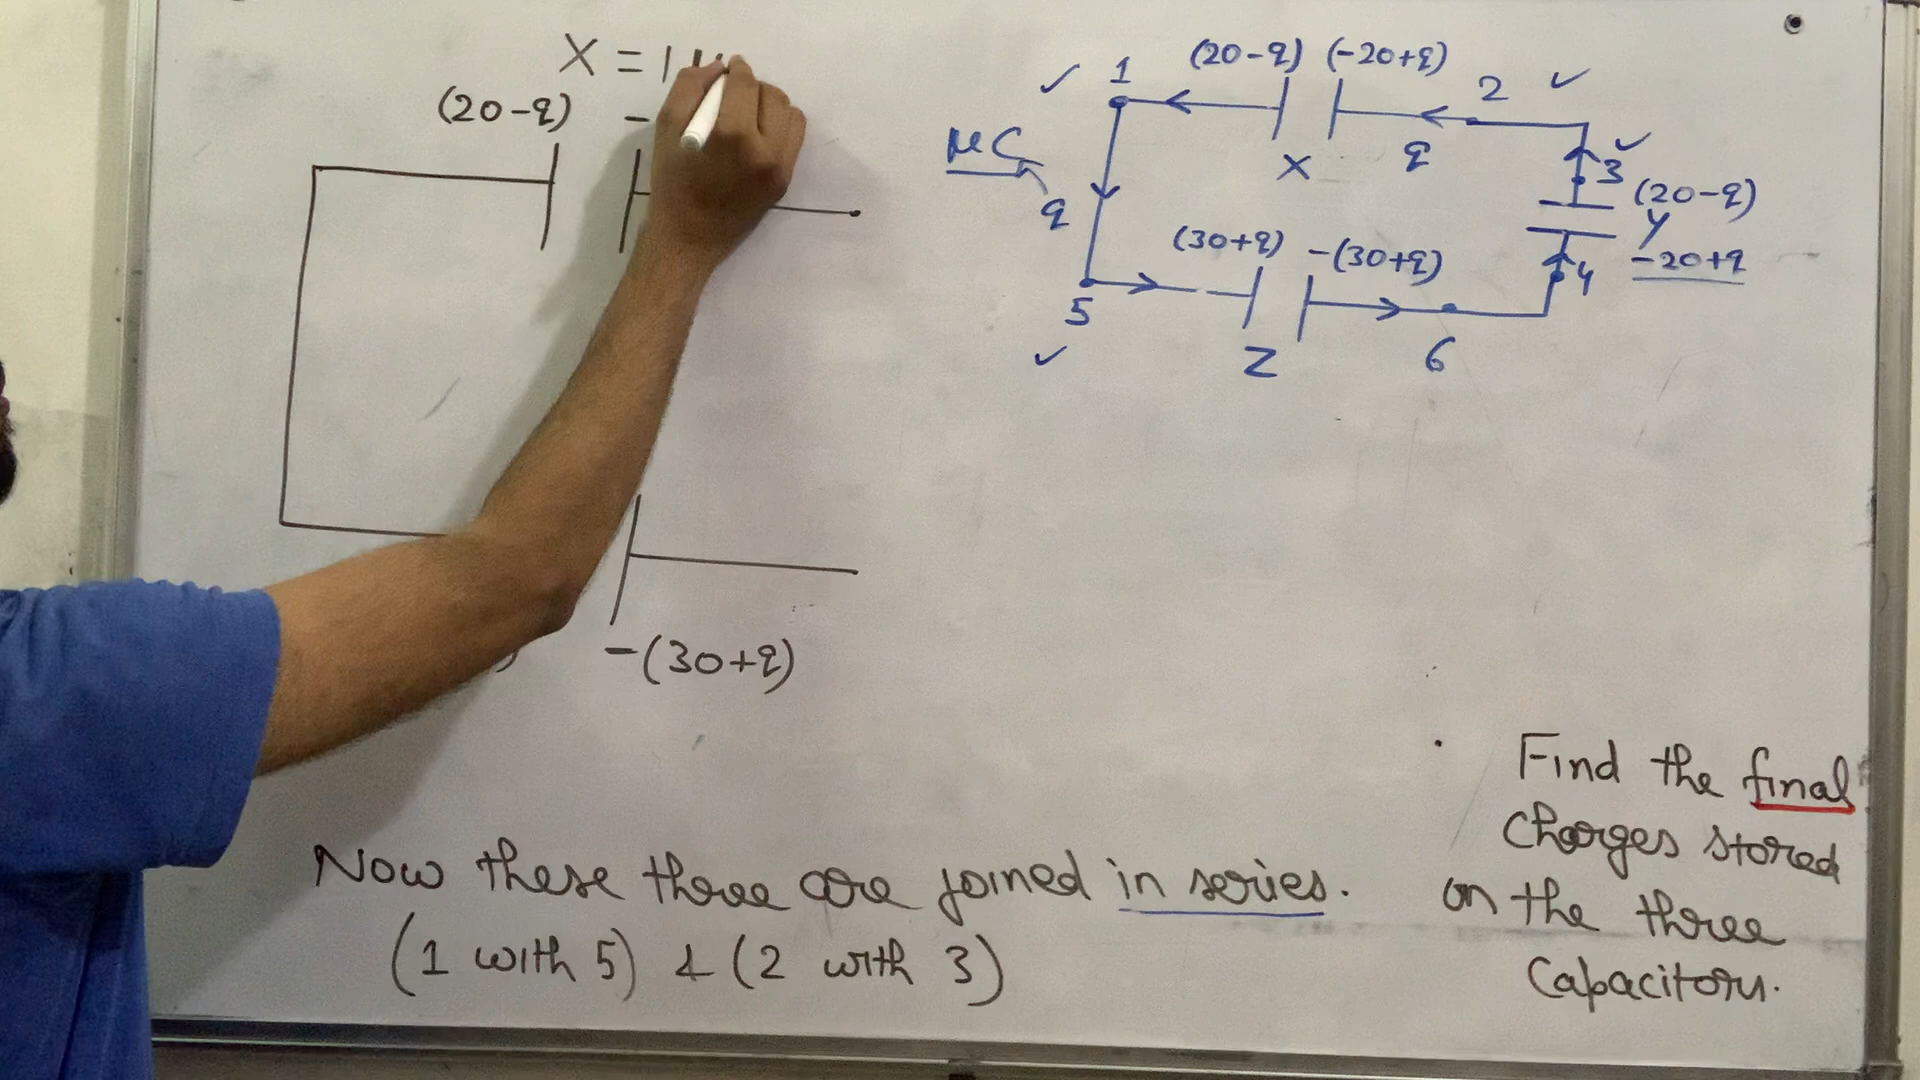 X = 1 μ
(20-q) -
-(30+q)
(20-q) (-20+q)
✓ 1
2 ✓
μC
X
q
✓
3
(20-q)
Y
-20+q
q
(30+q) -(30+q)
4
5
✓
Z
6
Now these three are joined in series.
(1 with 5) & (2 with 3)
Find the final
charges stored
on the three
Capacitors.